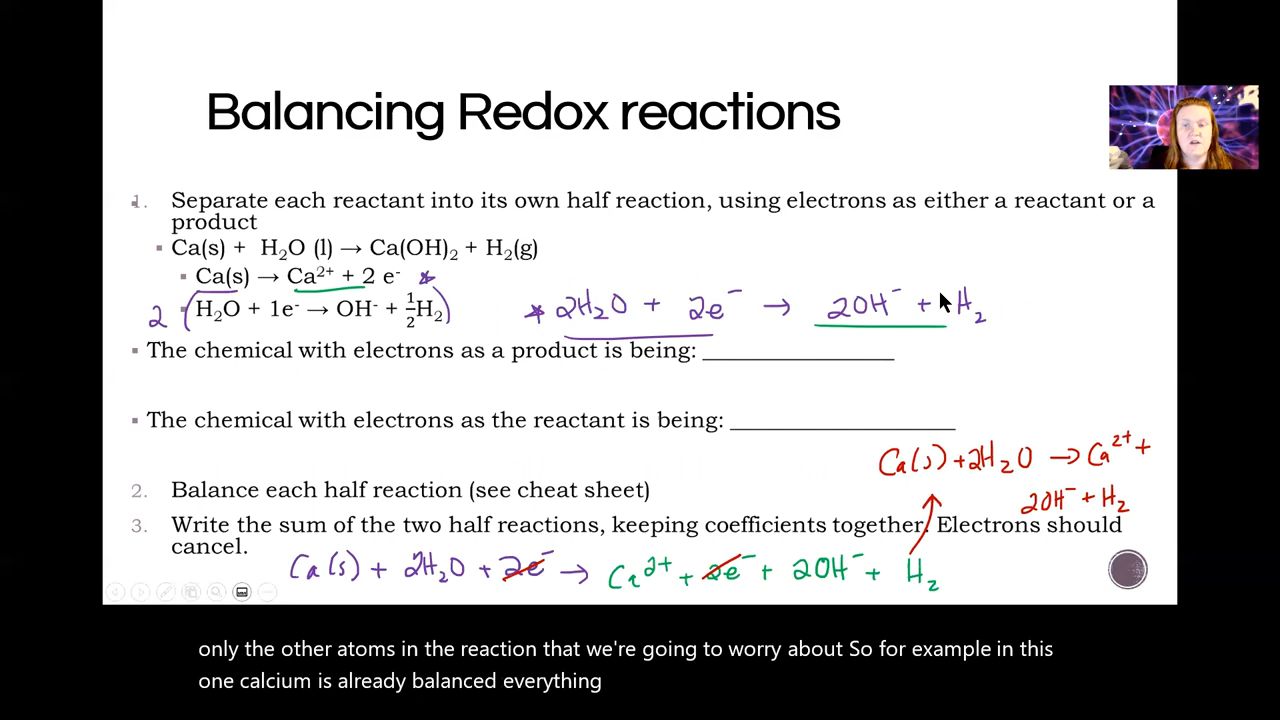 Balancing Redox reactions
1. Separate each reactant into its own half reaction, using electrons as either a reactant or a
product
▪ Ca(s) + H₂O (l) → Ca(OH)₂ + H₂(g)
▪ Ca(s) → Ca²⁺ + 2 e⁻ *
2 ( H₂O + 1e⁻ → OH⁻ + ½H₂ ) * 2H₂O + 2e⁻ → 2OH⁻ + H₂
▪ The chemical with electrons as a product is being: ________________
▪ The chemical with electrons as the reactant is being: ___________________
Ca(s) + 2H₂O → Ca²⁺ +
2OH⁻ + H₂
2. Balance each half reaction (see cheat sheet)
3. Write the sum of the two half reactions, keeping coefficients together. Electrons should
cancel.
Ca(s) + 2H₂O + 2e⁻ → Ca²⁺ + 2e⁻ + 2OH⁻ + H₂
only the other atoms in the reaction that we're going to worry about So for example in this
one calcium is already balanced everything